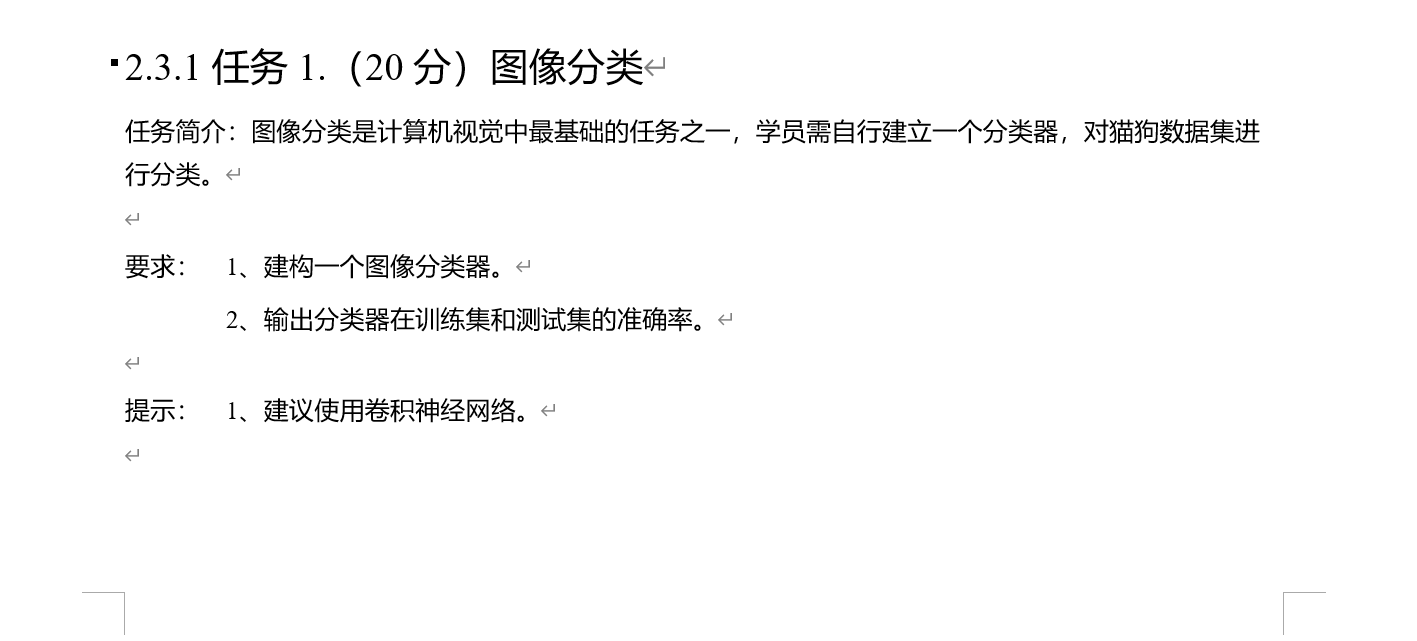 2.3.1 任务 1.（20 分）图像分类
任务简介：图像分类是计算机视觉中最基础的任务之一，学员需自行建立一个分类器，对猫狗数据集进
行分类。
要求： 1、建构一个图像分类器。
2、输出分类器在训练集和测试集的准确率。
提示： 1、建议使用卷积神经网络。